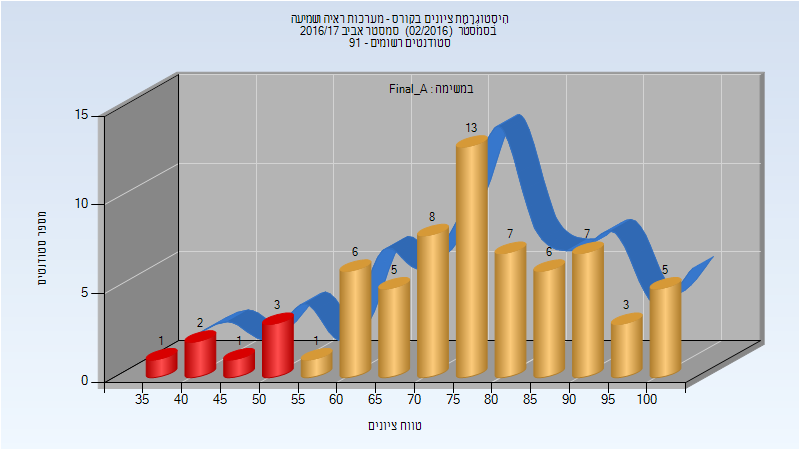 היסטוגרמת ציונים בקורס - מערכות ראיה ושמיעה
בסמסטר (02/2016) סמסטר אביב 2016/17
סטודנטים רשומים - 91
במשימה : Final_A
15
10
5
0
מספר סטודנטים
1
2
1
3
1
6
5
8
13
7
6
7
3
5
35 40 45 50 55 60 65 70 75 80 85 90 95 100
טווח ציונים